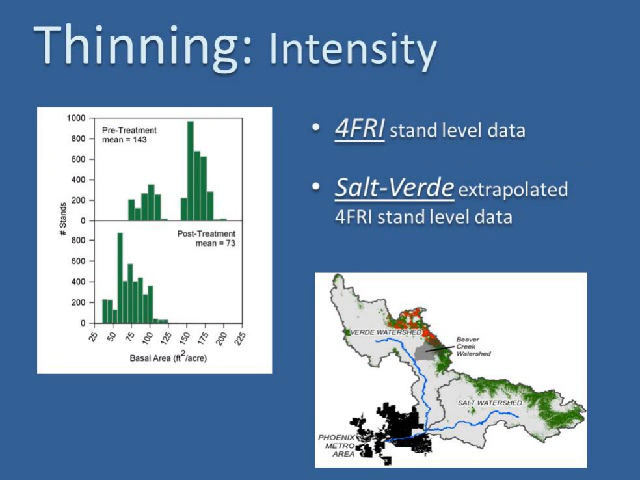 Thinning: Intensity
1000
800
600
400
200
0
Pre-Treatment
mean = 143
# Stands
800
600
400
200
0
Post-Treatment
mean = 73
25 50 75 100 125 150 175 200 225
Basal Area (ft²/acre)
• 4FRI stand level data
• Salt-Verde extrapolated
4FRI stand level data
VERDE WATERSHED
Beaver
Creek
Watershed
SALT WATERSHED
PHOENIX
METRO
AREA